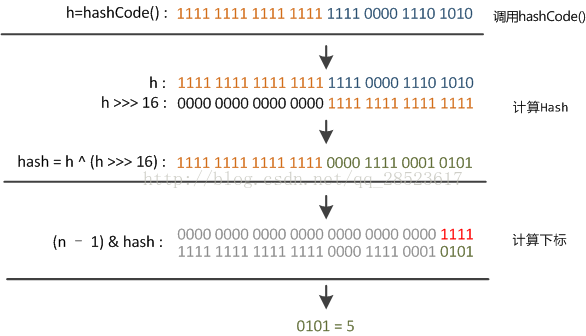 h=hashCode() : 1111 1111 1111 1111 1111 0000 1110 1010 调用hashCode()
h : 1111 1111 1111 1111 1111 0000 1110 1010
h >>> 16 : 0000 0000 0000 0000 1111 1111 1111 1111 计算Hash
hash = h ^ (h >>> 16) : 1111 1111 1111 1111 0000 1111 0001 0101
http://blog.csdn.net/qq_28523617
(n － 1) & hash : 0000 0000 0000 0000 0000 0000 0000 1111 计算下标
1111 1111 1111 1111 0000 1111 0001 0101
0101 = 5